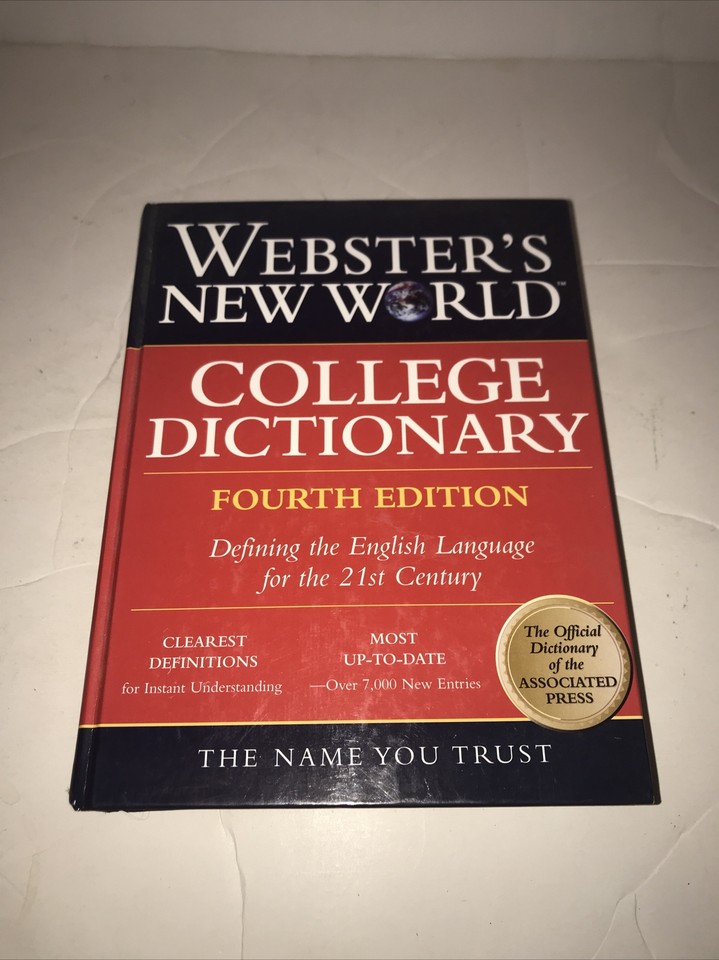 WEBSTER'S
NEW WORLD™
COLLEGE
DICTIONARY
FOURTH EDITION
Defining the English Language
for the 21st Century
CLEAREST
DEFINITIONS
for Instant Understanding
MOST
UP-TO-DATE
—Over 7,000 New Entries
The Official
Dictionary
of the
ASSOCIATED
PRESS
THE NAME YOU TRUST